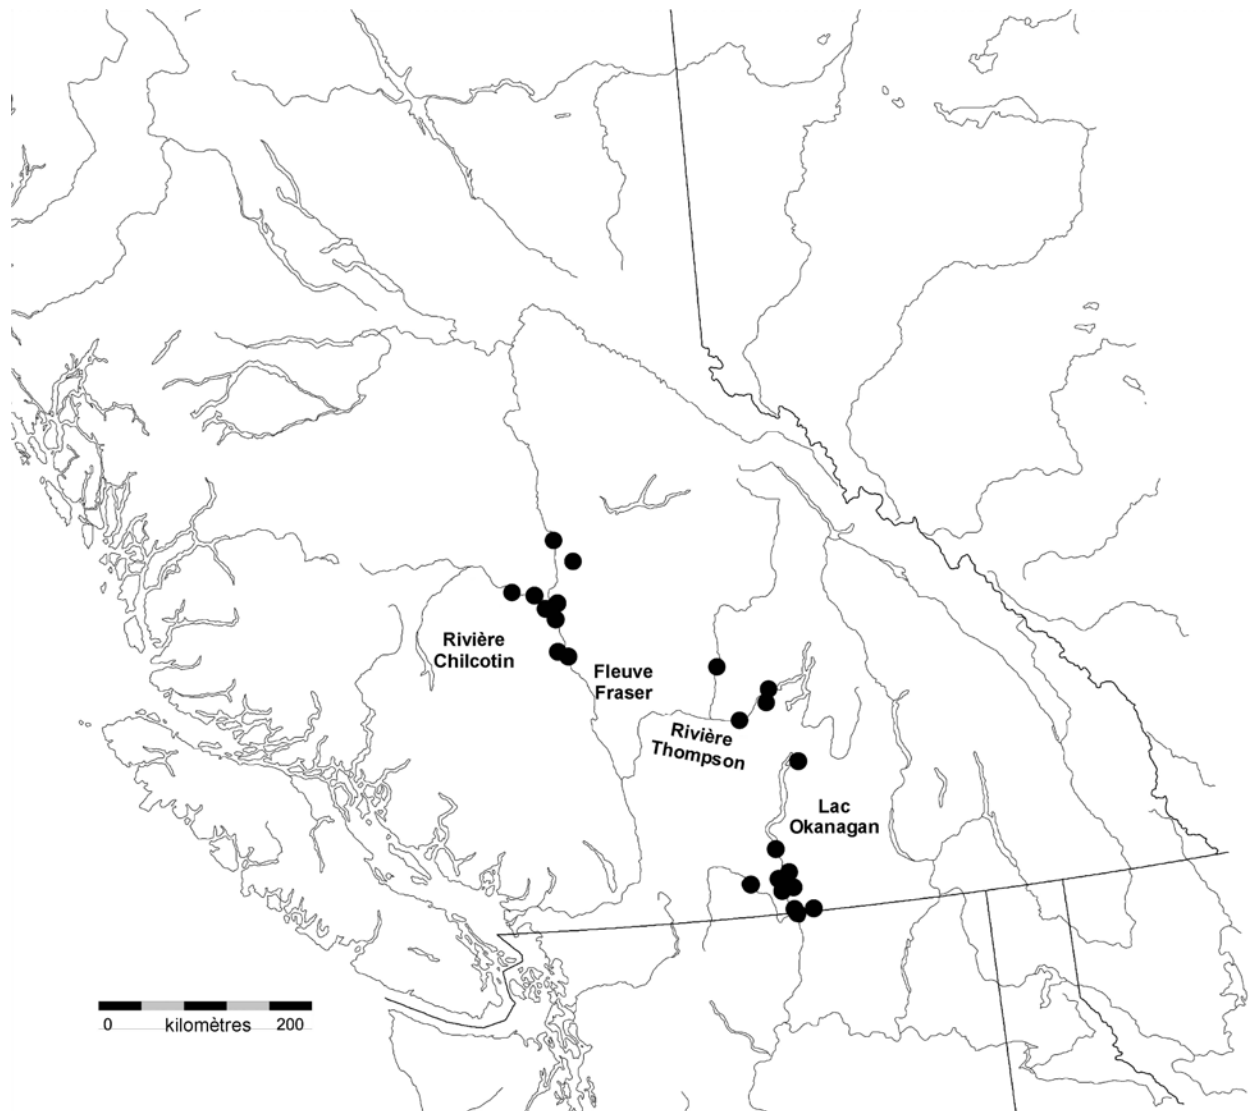 Rivière
Chilcotin
Fleuve
Fraser
Rivière
Thompson
Lac
Okanagan
0 kilomètres 200